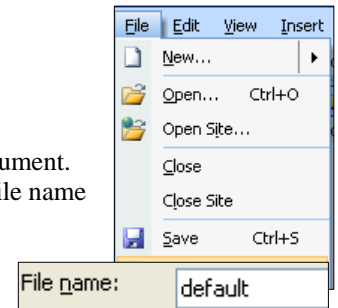 File Edit View Insert
New...
Open... Ctrl+O
Open Site...
Close
Close Site
Save Ctrl+S
ument.
ile name
File name:
default